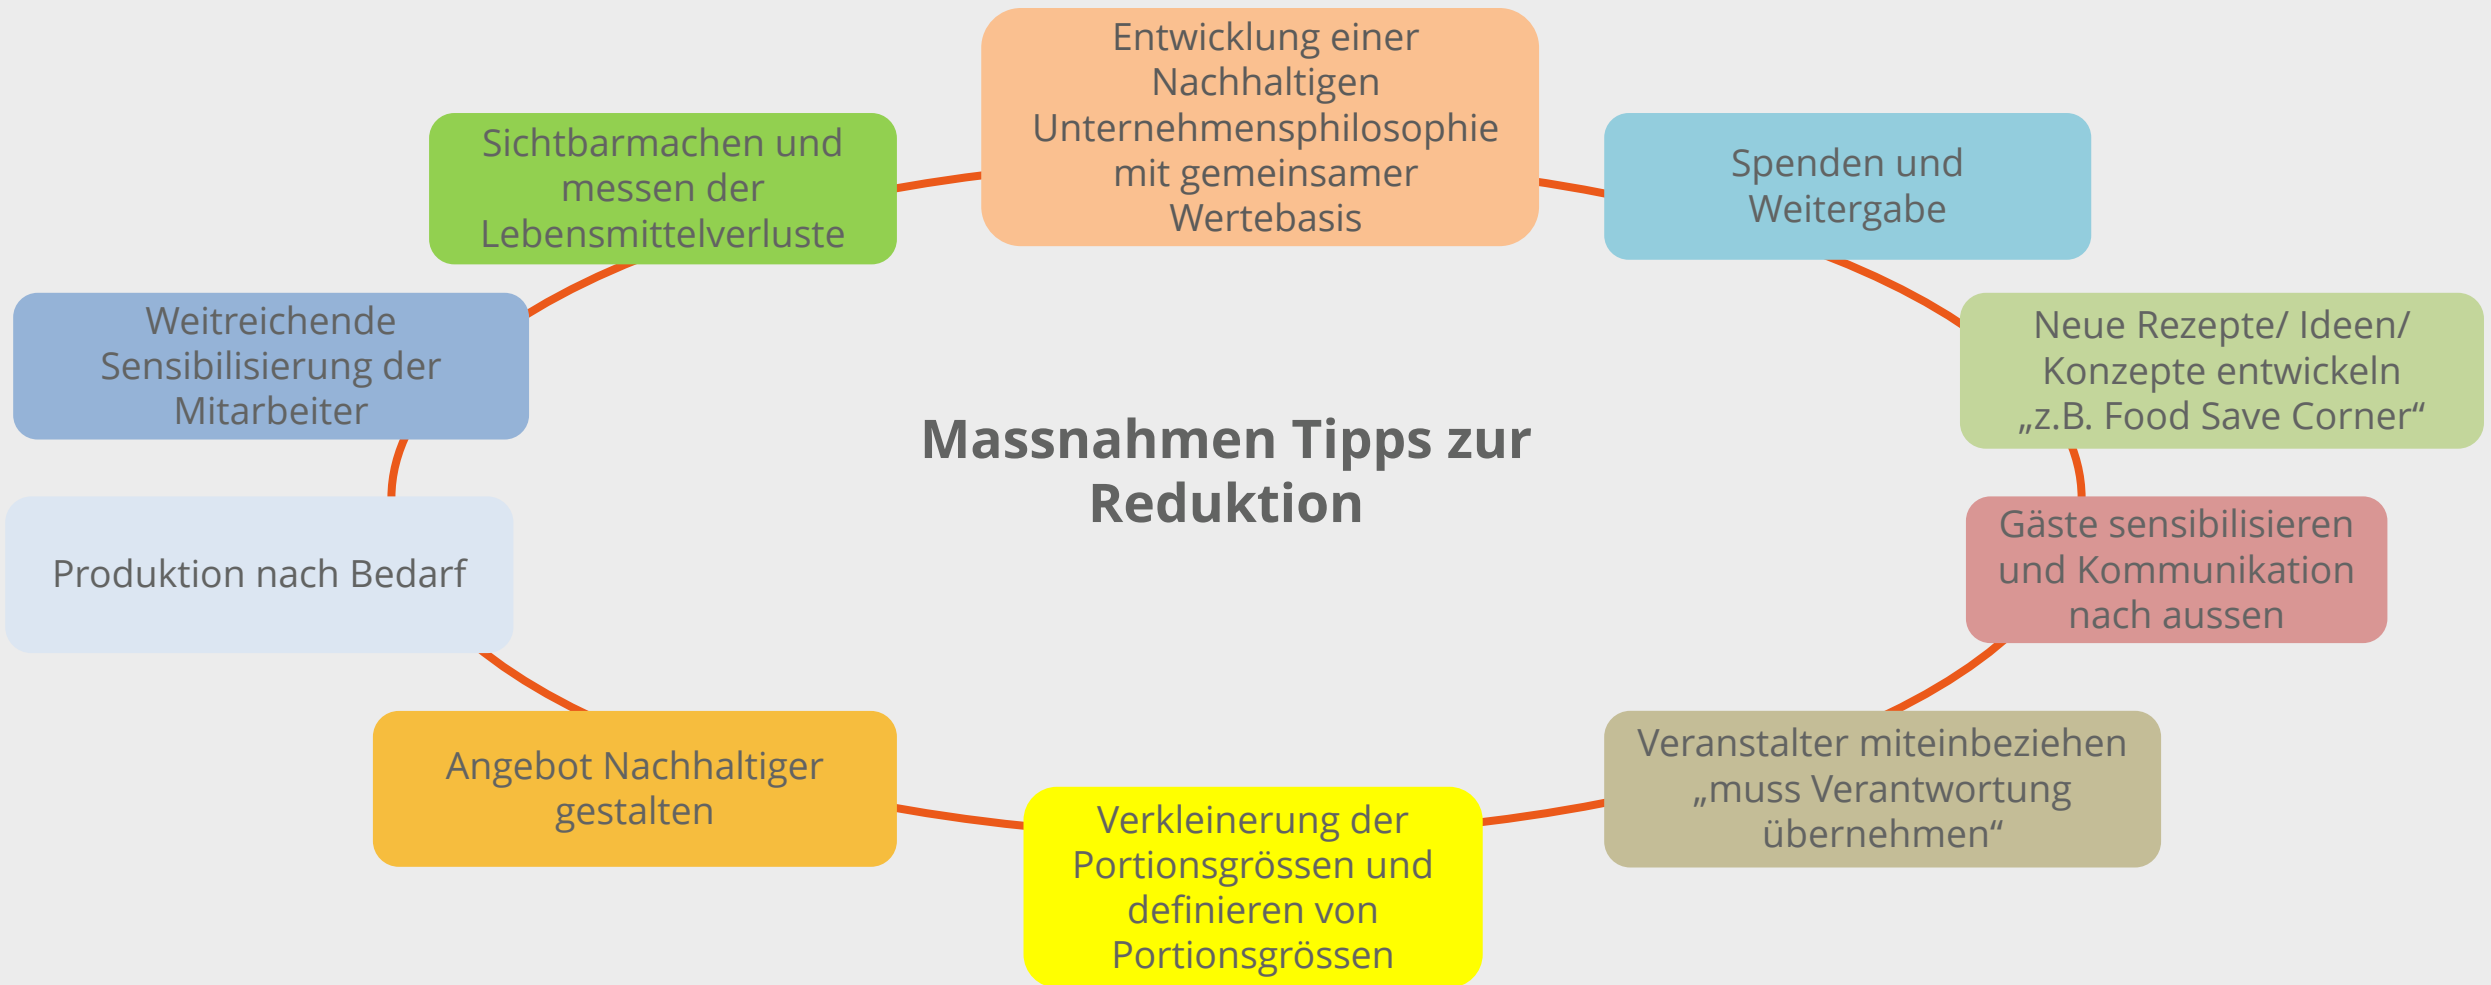 Entwicklung einer
Nachhaltigen
Unternehmensphilosophie
mit gemeinsamer
Wertebasis
Spenden und
Weitergabe
Neue Rezepte/ Ideen/
Konzepte entwickeln
„z.B. Food Save Corner“
Gäste sensibilisieren
und Kommunikation
nach aussen
Veranstalter miteinbeziehen
„muss Verantwortung
übernehmen“
Verkleinerung der
Portionsgrössen und
definieren von
Portionsgrössen
Angebot Nachhaltiger
gestalten
Produktion nach Bedarf
Weitreichende
Sensibilisierung der
Mitarbeiter
Sichtbarmachen und
messen der
Lebensmittelverluste
Massnahmen Tipps zur
Reduktion